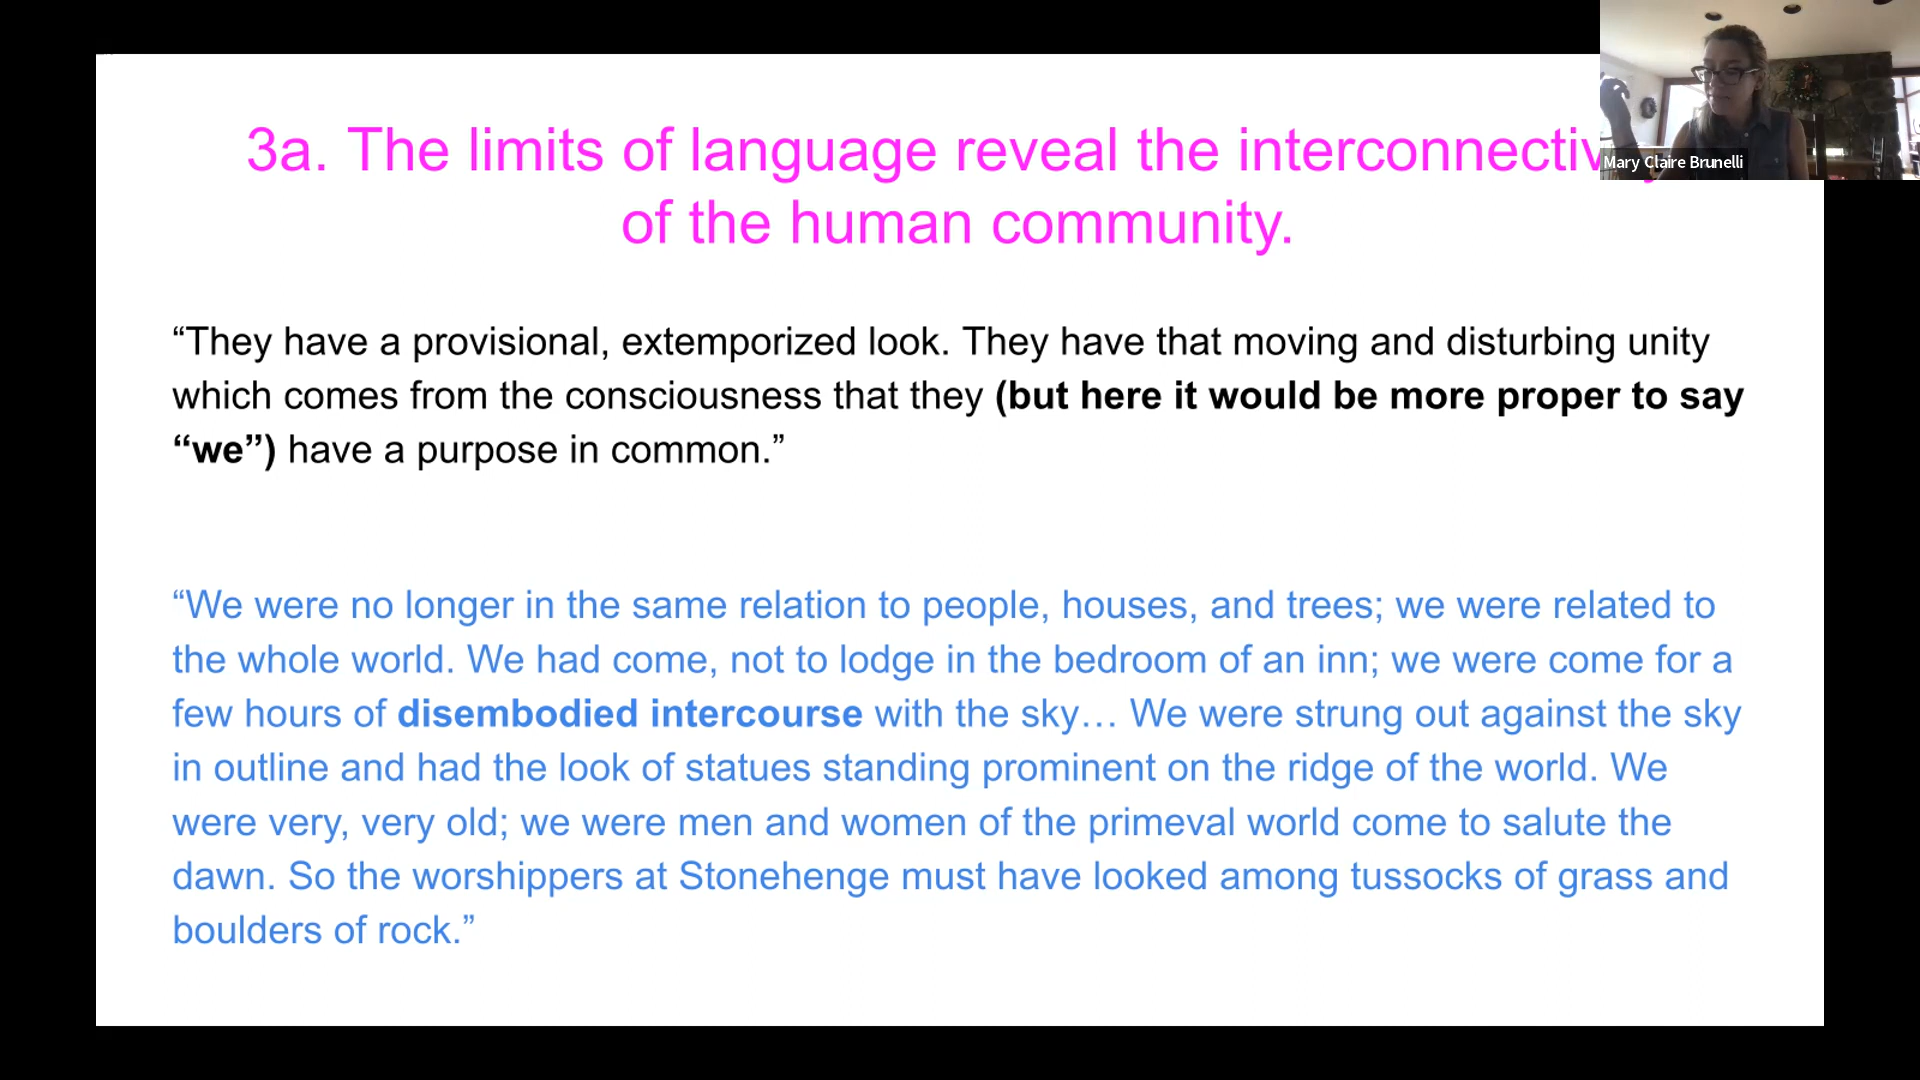 3a. The limits of language reveal the
of the human community.
Mary Claire Brunelli
“They have a provisional, extemporized look. They have that moving and disturbing unity
which comes from the consciousness that they (but here it would be more proper to say
“we”) have a purpose in common.”
“We were no longer in the same relation to people, houses, and trees; we were related to
the whole world. We had come, not to lodge in the bedroom of an inn; we were come for a
few hours of disembodied intercourse with the sky… We were strung out against the sky
in outline and had the look of statues standing prominent on the ridge of the world. We
were very, very old; we were men and women of the primeval world come to salute the
dawn. So the worshippers at Stonehenge must have looked among tussocks of grass and
boulders of rock.”